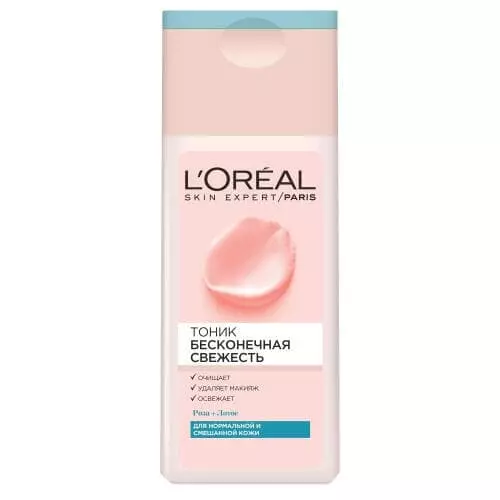 L'ORÉAL
SKIN EXPERT/PARIS
ТОНИК
БЕСКОНЕЧНАЯ
СВЕЖЕСТЬ
✓ ОЧИЩАЕТ
✓ УДАЛЯЕТ МАКИЯЖ
✓ ОСВЕЖАЕТ
Роза + Лотос
ДЛЯ НОРМАЛЬНОЙ И
СМЕШАННОЙ КОЖИ